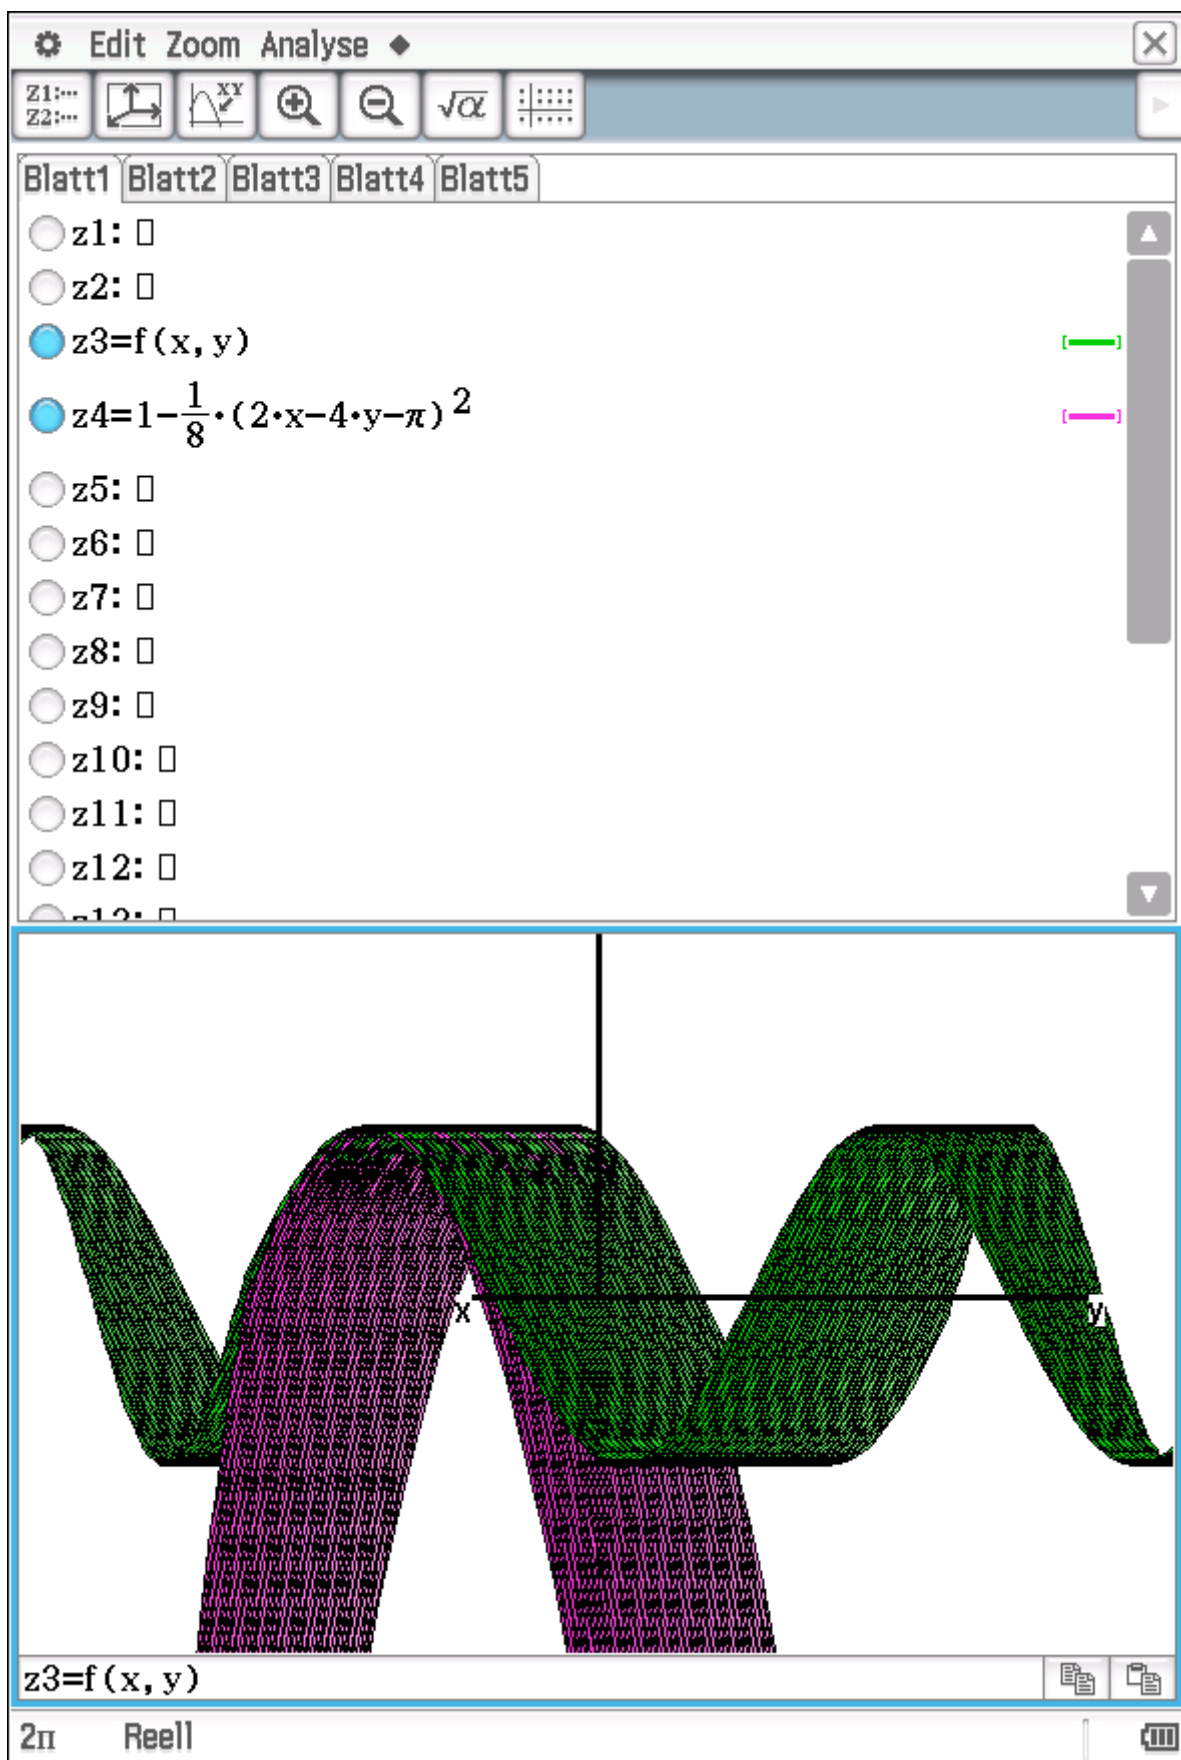 Edit Zoom Analyse ◆
Z1:… XY √α
Z2:…
Blatt1 Blatt2 Blatt3 Blatt4 Blatt5
z1: □
z2: □
z3=f(x,y)
z4=1-1/8·(2·x-4·y-π)²
z5: □
z6: □
z7: □
z8: □
z9: □
z10: □
z11: □
z12: □
x y
z3=f(x,y)
2π Reell